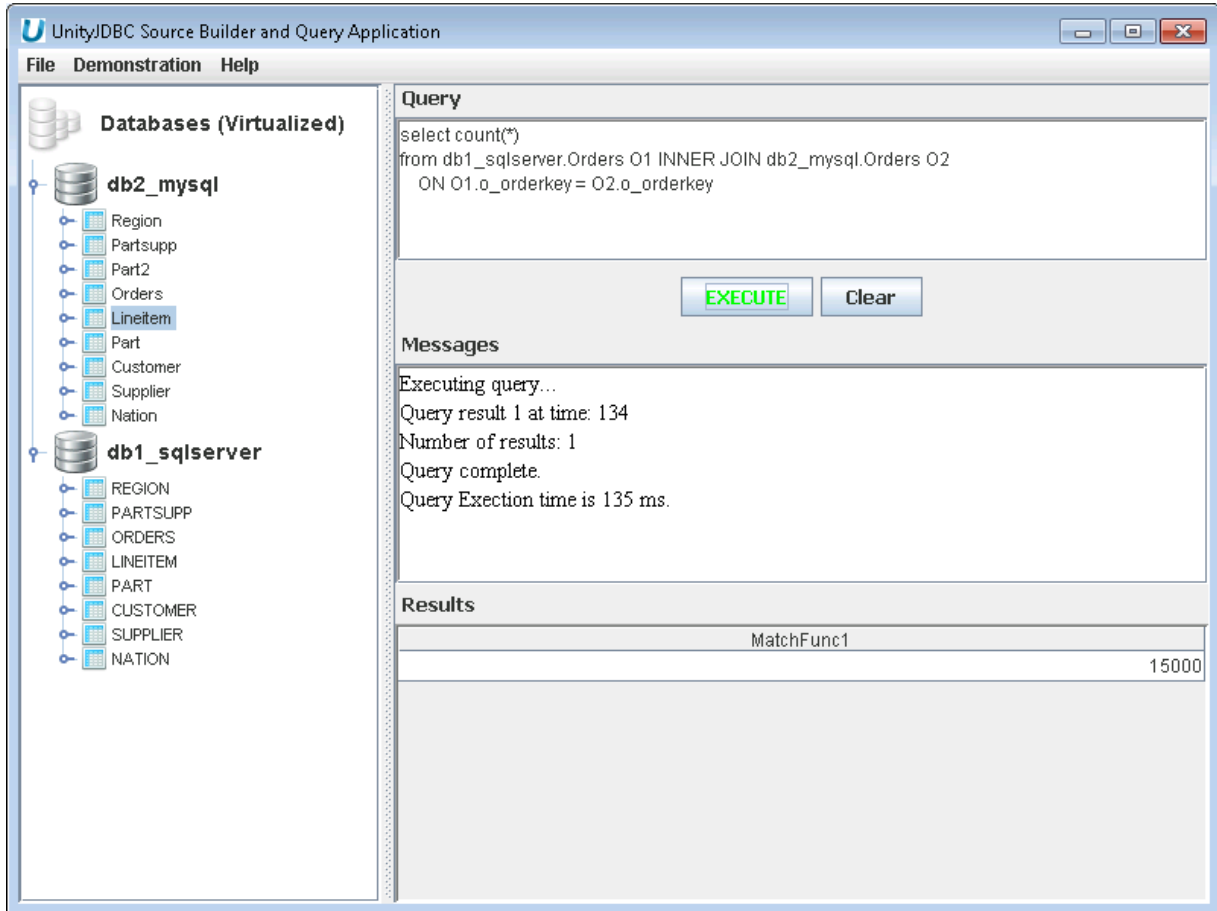 UnityJDBC Source Builder and Query Application
File Demonstration Help
Databases (Virtualized)
db2_mysql
Region
Partsupp
Part2
Orders
Lineitem
Part
Customer
Supplier
Nation
db1_sqlserver
REGION
PARTSUPP
ORDERS
LINEITEM
PART
CUSTOMER
SUPPLIER
NATION
Query
select count(*)
from db1_sqlserver.Orders O1 INNER JOIN db2_mysql.Orders O2
ON O1.o_orderkey = O2.o_orderkey
EXECUTE Clear
Messages
Executing query...
Query result 1 at time: 134
Number of results: 1
Query complete.
Query Exection time is 135 ms.
Results
MatchFunc1
15000